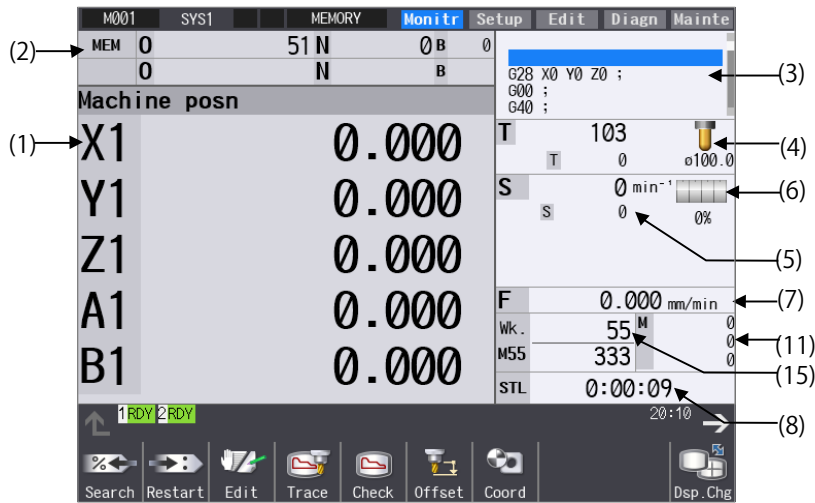 M001 SYS1 MEMORY Monitr Setup Edit Diagn Mainte
(2) MEM O 51 N 0 B 0
O N B
G28 X0 Y0 Z0 ; (3)
G00 ;
G40 ;
Machine posn
(1) X1 0.000
T 103 (4)
T 0 ø100.0
Y1 0.000
S 0 min⁻¹ (6)
S 0 0%
(5)
Z1 0.000
A1 0.000
F 0.000 mm/min (7)
Wk. 55 M 0
0 (11)
M55 333 0
(15)
B1 0.000
STL 0:00:09
(8)
1 RDY 2 RDY 20:10
Search Restart Edit Trace Check Offset Coord Dsp.Chg